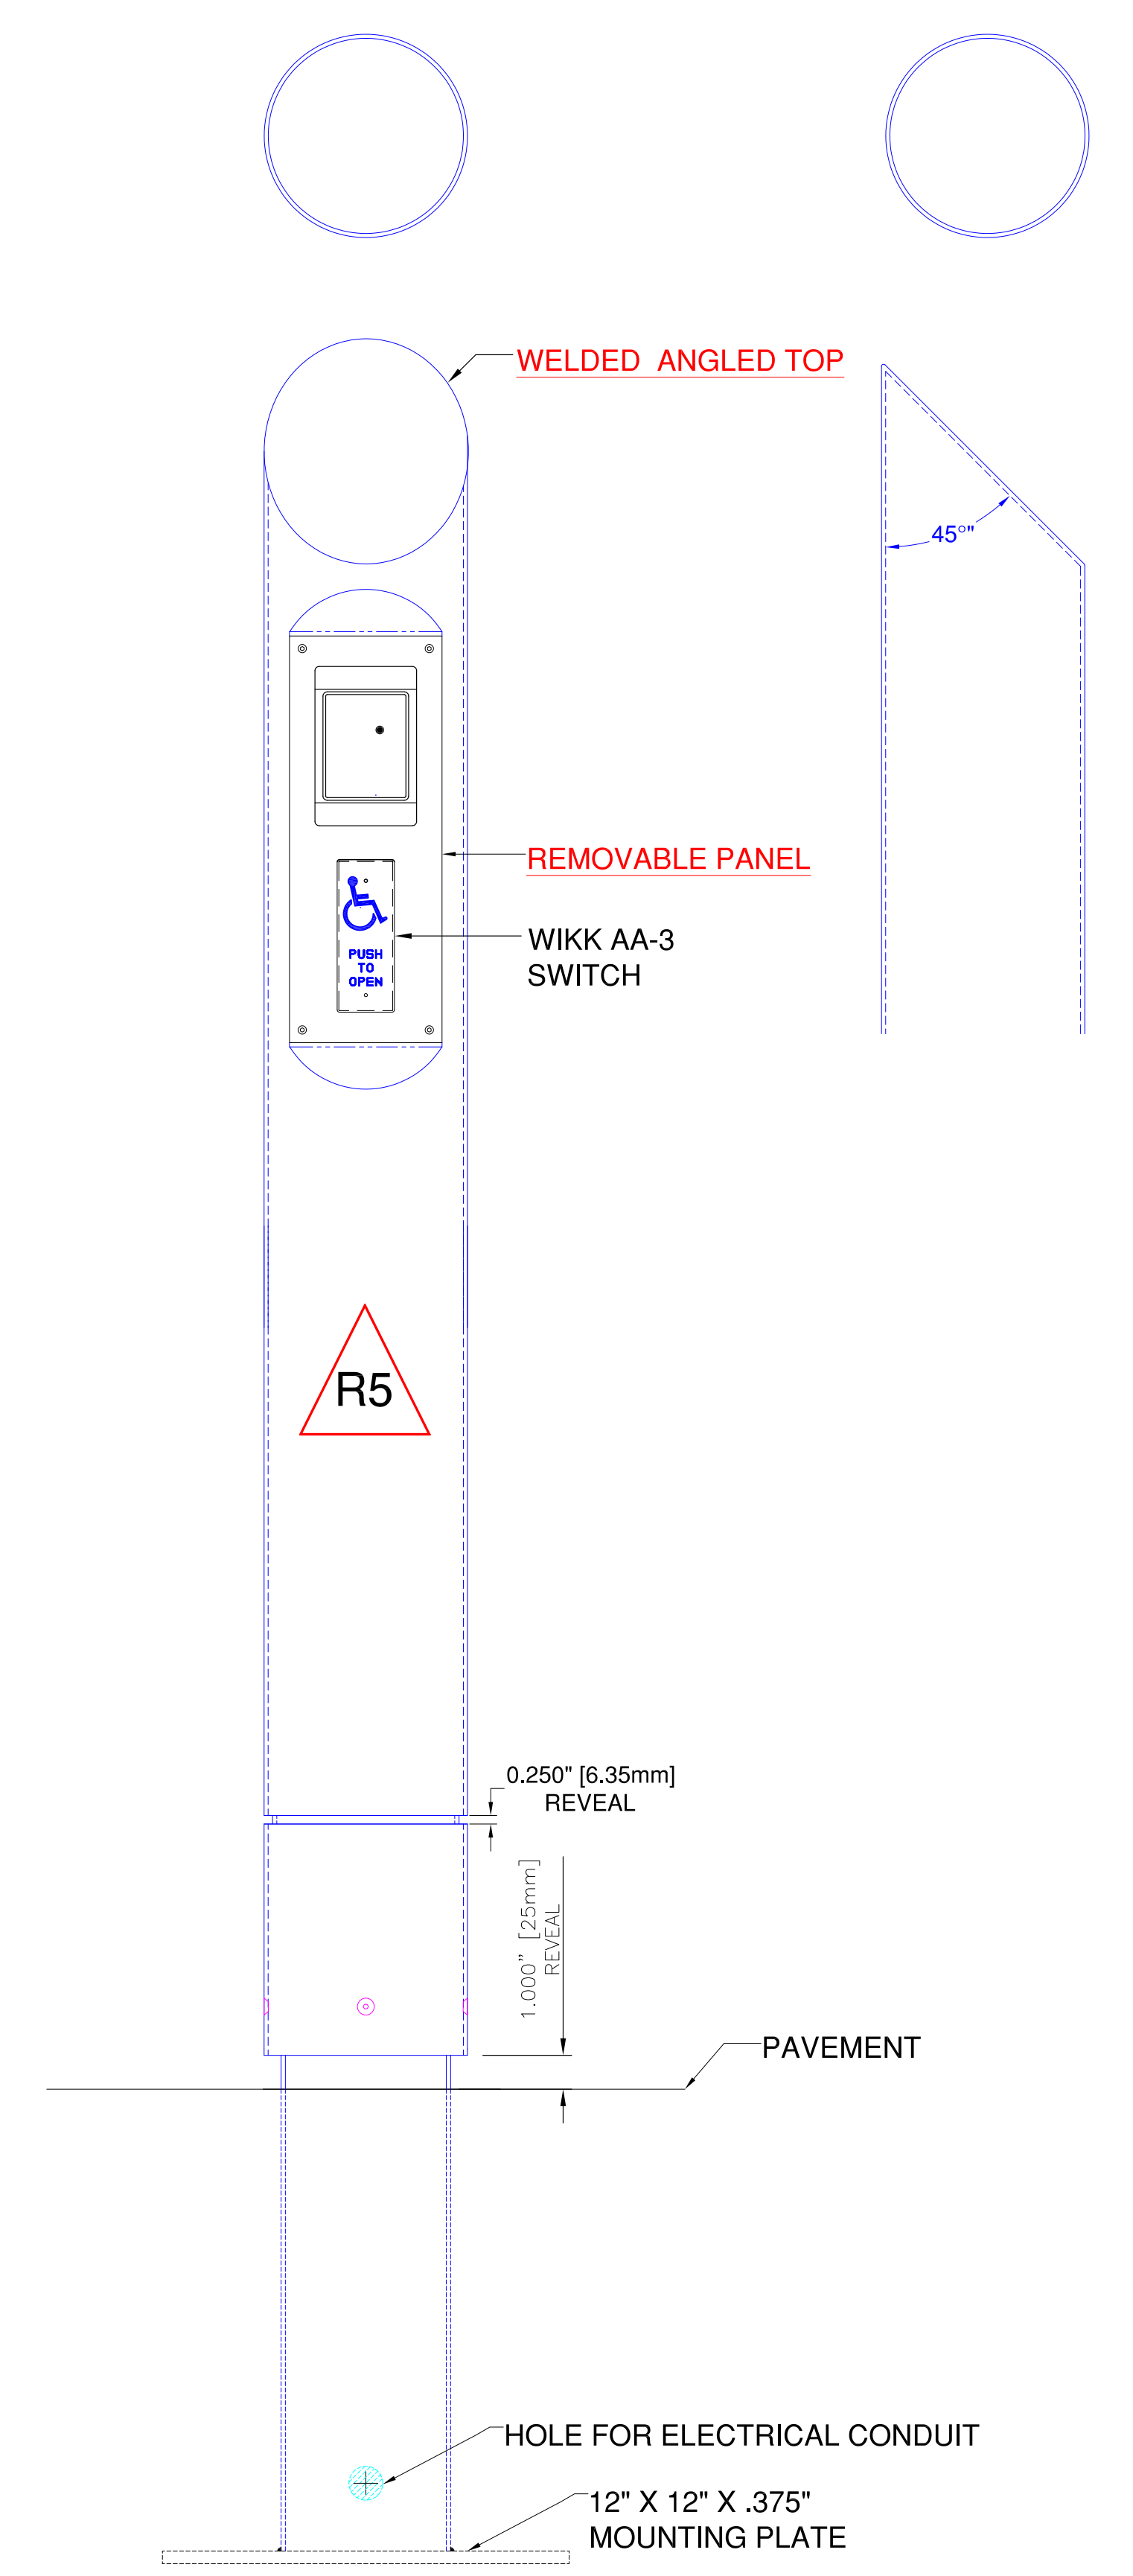 WELDED ANGLED TOP
45°"
REMOVABLE PANEL
WIKK AA-3
SWITCH
PUSH
TO
OPEN
R5
0.250" [6.35mm]
REVEAL
1.000" [25mm]
REVEAL
PAVEMENT
HOLE FOR ELECTRICAL CONDUIT
12" X 12" X .375"
MOUNTING PLATE